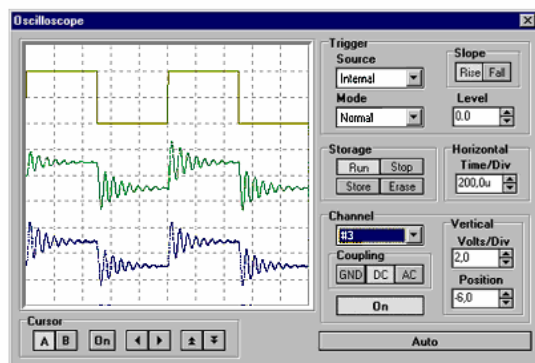 Oscilloscope
Trigger
Source
Internal
Mode
Normal
Slope
Rise Fall
Level
0.0
Storage
Run Stop
Store Erase
Horizontal
Time/Div
200,0u
Channel
#3
Coupling
GND DC AC
On
Vertical
Volts/Div
2,0
Position
-6,0
Cursor
A B On
Auto